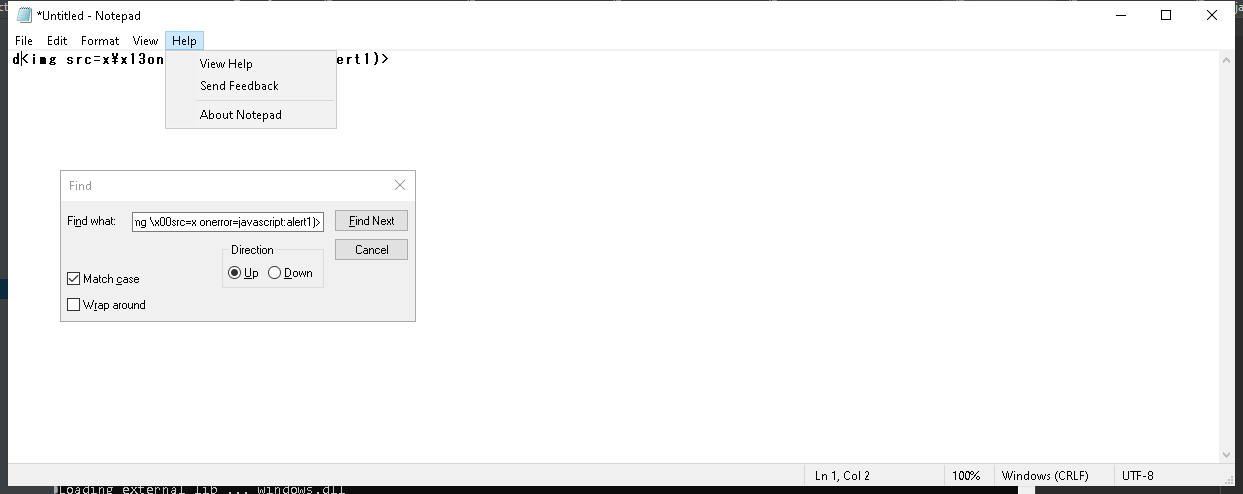 *Untitled - Notepad
File Edit Format View Help
d<img src=x¥x13on ert1)>
View Help
Send Feedback
About Notepad
Find
Find what: ng \x00src=x onerror=javascript:alert1)> Find Next
Direction Cancel
Up Down
Match case
Wrap around
Ln 1, Col 2 100% Windows (CRLF) UTF-8
Loading external lib ... windows.dll